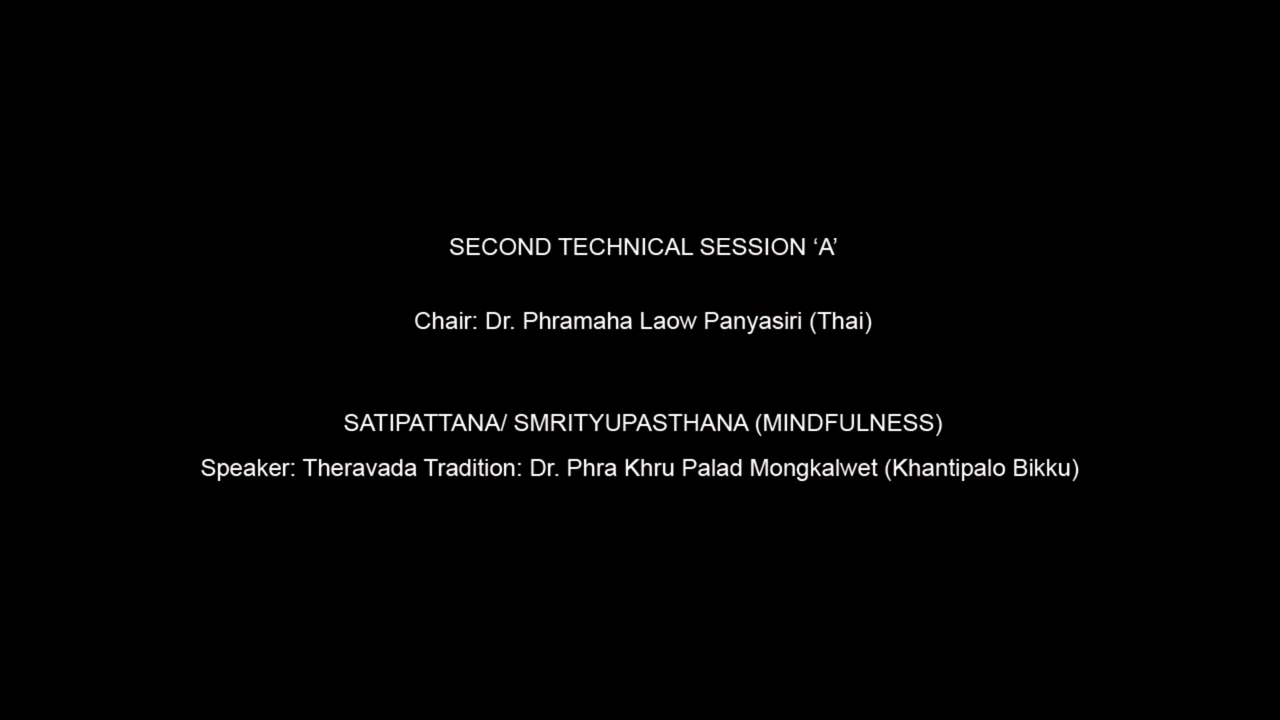 SECOND TECHNICAL SESSION ‘A’
Chair: Dr. Phramaha Laow Panyasiri (Thai)
SATIPATTANA/ SMRITYUPASTHANA (MINDFULNESS)
Speaker: Theravada Tradition: Dr. Phra Khru Palad Mongkalwet (Khantipalo Bikku)